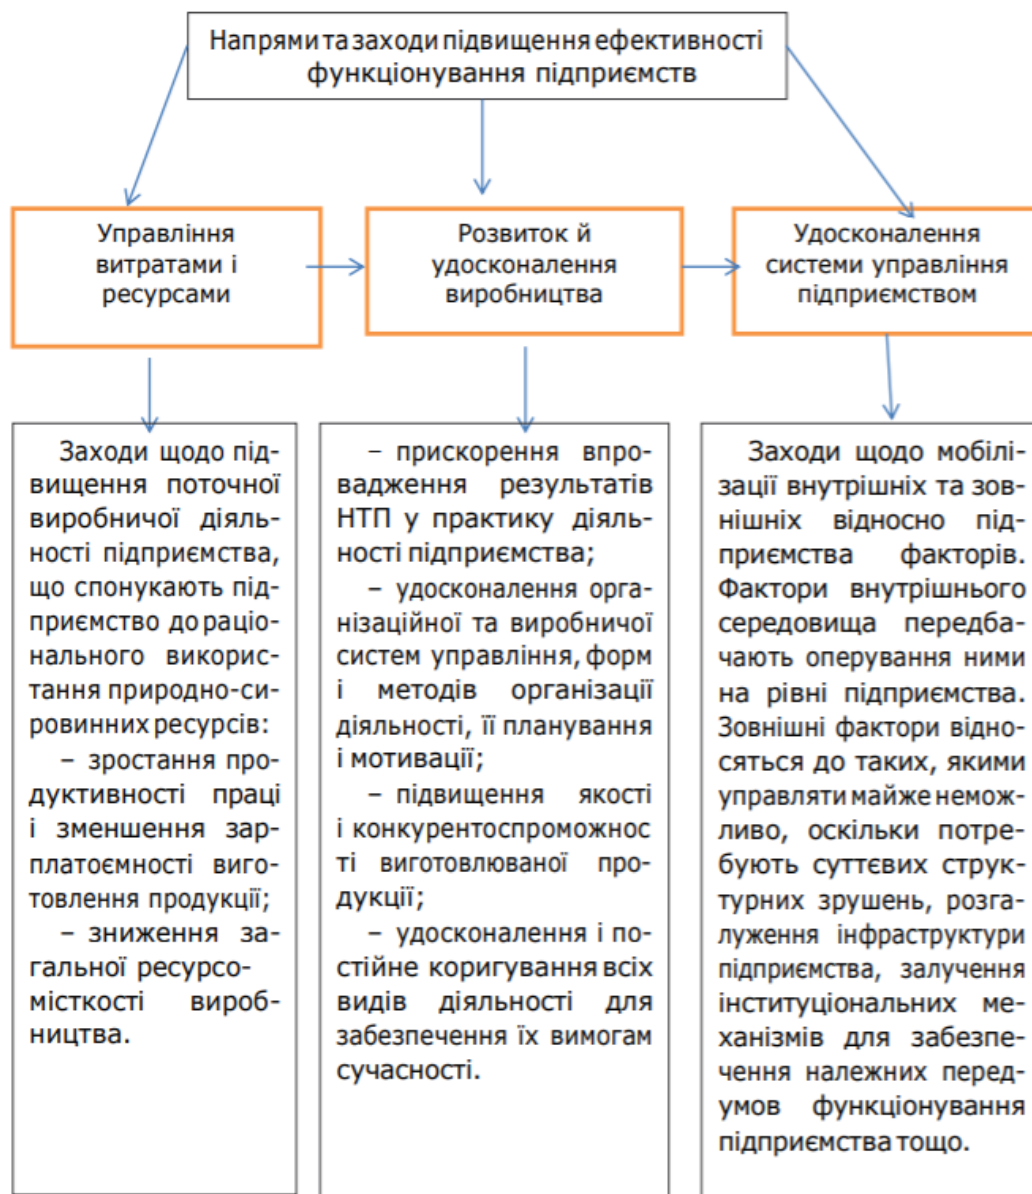 Напрями та заходи підвищення ефективності
функціонування підприємств
Управління
витратами і
ресурсами
Розвиток й
удосконалення
виробництва
Удосконалення
системи управління
підприємством
Заходи щодо під-
вищення поточної
виробничої діяль-
ності підприємства,
що спонукають під-
приємство до раціо-
нального викорис-
тання природно-си-
ровинних ресурсів:
– зростання про-
дуктивності праці
і зменшення зар-
платоємності виго-
товлення продукції;
– зниження за-
гальної ресурсо-
місткості вироб-
ництва.
– прискорення впро-
вадження результатів
НТП у практику діяль-
ності підприємства;
– удосконалення орга-
нізаційної та виробничої
систем управління, форм
і методів організації
діяльності, її планування
і мотивації;
– підвищення якості
і конкурентоспроможнос
ті виготовлюваної про-
дукції;
– удосконалення і по-
стійне коригування всіх
видів діяльності для
забезпечення їх вимогам
сучасності.
Заходи щодо мобілі-
зації внутрішніх та зов-
нішніх відносно під-
приємства факторів.
Фактори внутрішнього
середовища передба-
чають оперування ними
на рівні підприємства.
Зовнішні фактори відно-
сяться до таких, якими
управляти майже немож-
ливо, оскільки потре-
бують суттєвих струк-
турних зрушень, розга-
луження інфраструктури
підприємства, залучення
інституціональних ме-
ханізмів для забезпе-
чення належних перед-
умов функціонування
підприємства тощо.